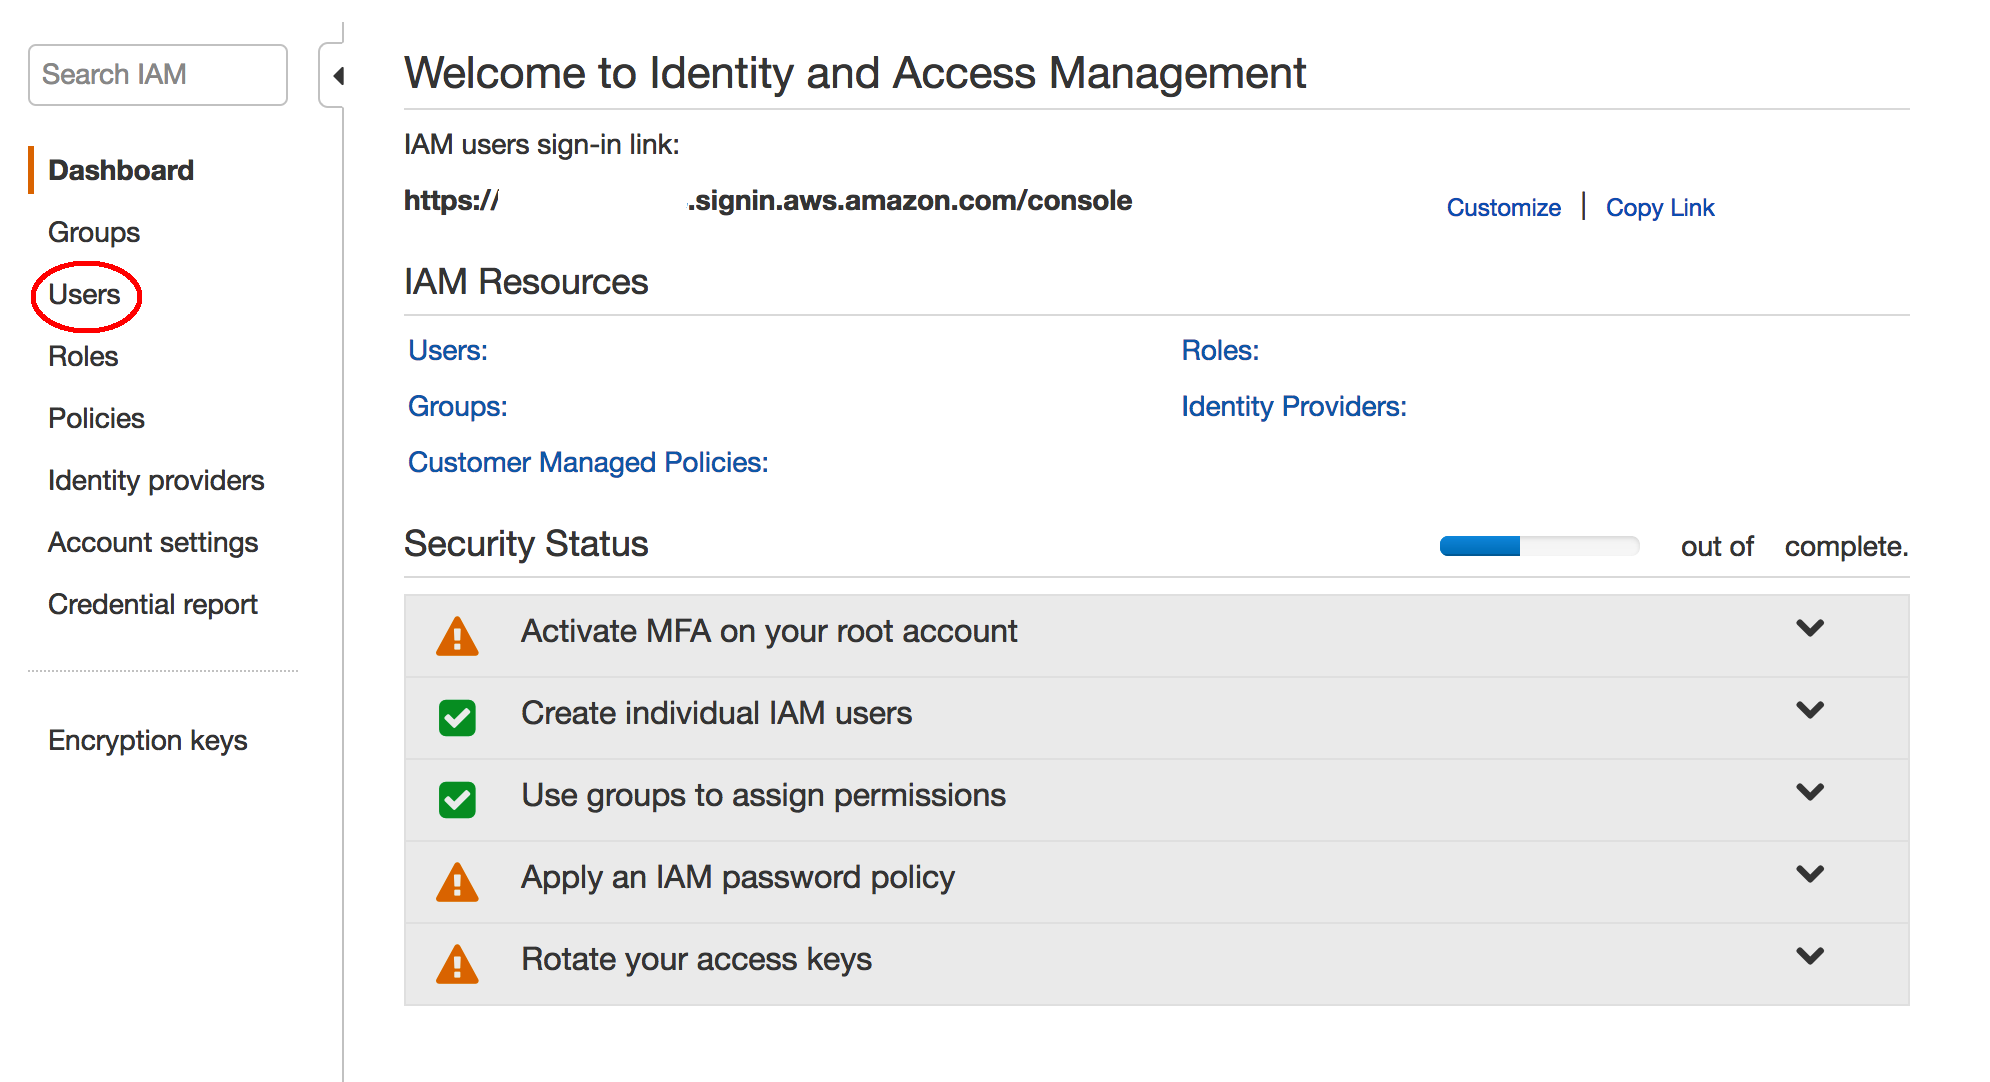 Search IAM
Dashboard
Groups
Users
Roles
Policies
Identity providers
Account settings
Credential report
Encryption keys
Welcome to Identity and Access Management
IAM users sign-in link:
https:// .signin.aws.amazon.com/console
Customize | Copy Link
IAM Resources
Users: Roles:
Groups: Identity Providers:
Customer Managed Policies:
Security Status out of complete.
Activate MFA on your root account
Create individual IAM users
Use groups to assign permissions
Apply an IAM password policy
Rotate your access keys